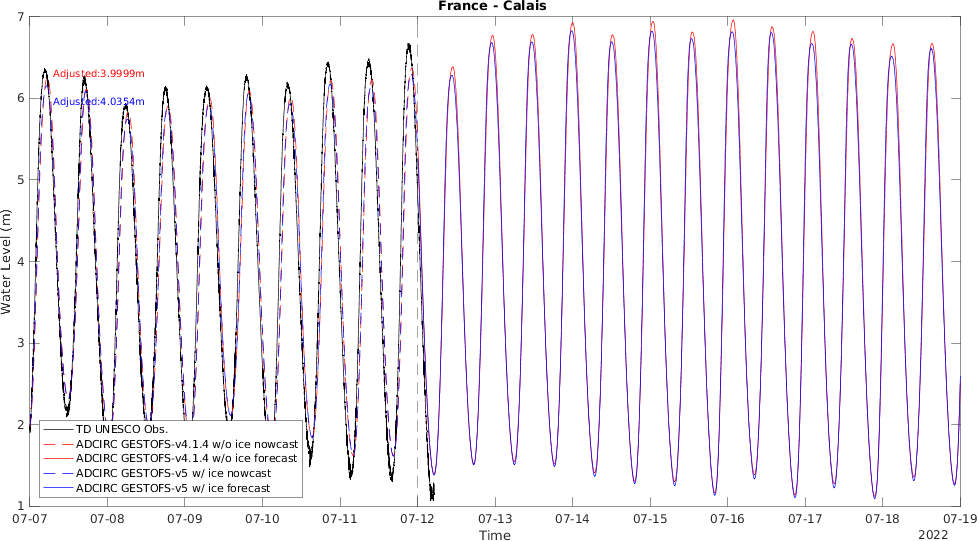 France - Calais
7
6
5
4
3
2
1
Water Level (m)
Adjusted:3.9999m
Adjusted:4.0354m
TD UNESCO Obs.
ADCIRC GESTOFS-v4.1.4 w/o ice nowcast
ADCIRC GESTOFS-v4.1.4 w/o ice forecast
ADCIRC GESTOFS-v5 w/ ice nowcast
ADCIRC GESTOFS-v5 w/ ice forecast
07-07 07-08 07-09 07-10 07-11 07-12 07-13 07-14 07-15 07-16 07-17 07-18 07-19
Time
2022